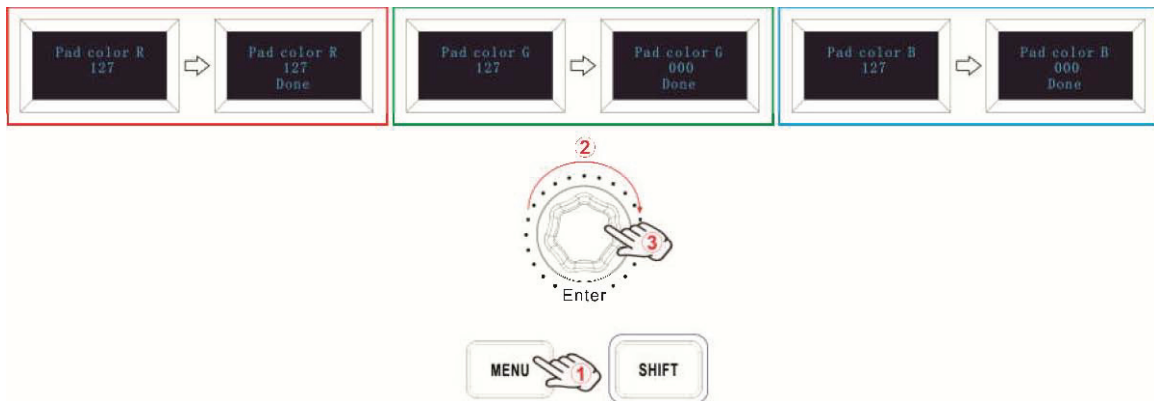 Pad color R
127
Pad color R
127
Done
Pad color G
127
Pad color G
000
Done
Pad color B
127
Pad color B
000
Done
②
③
Enter
MENU
①
SHIFT